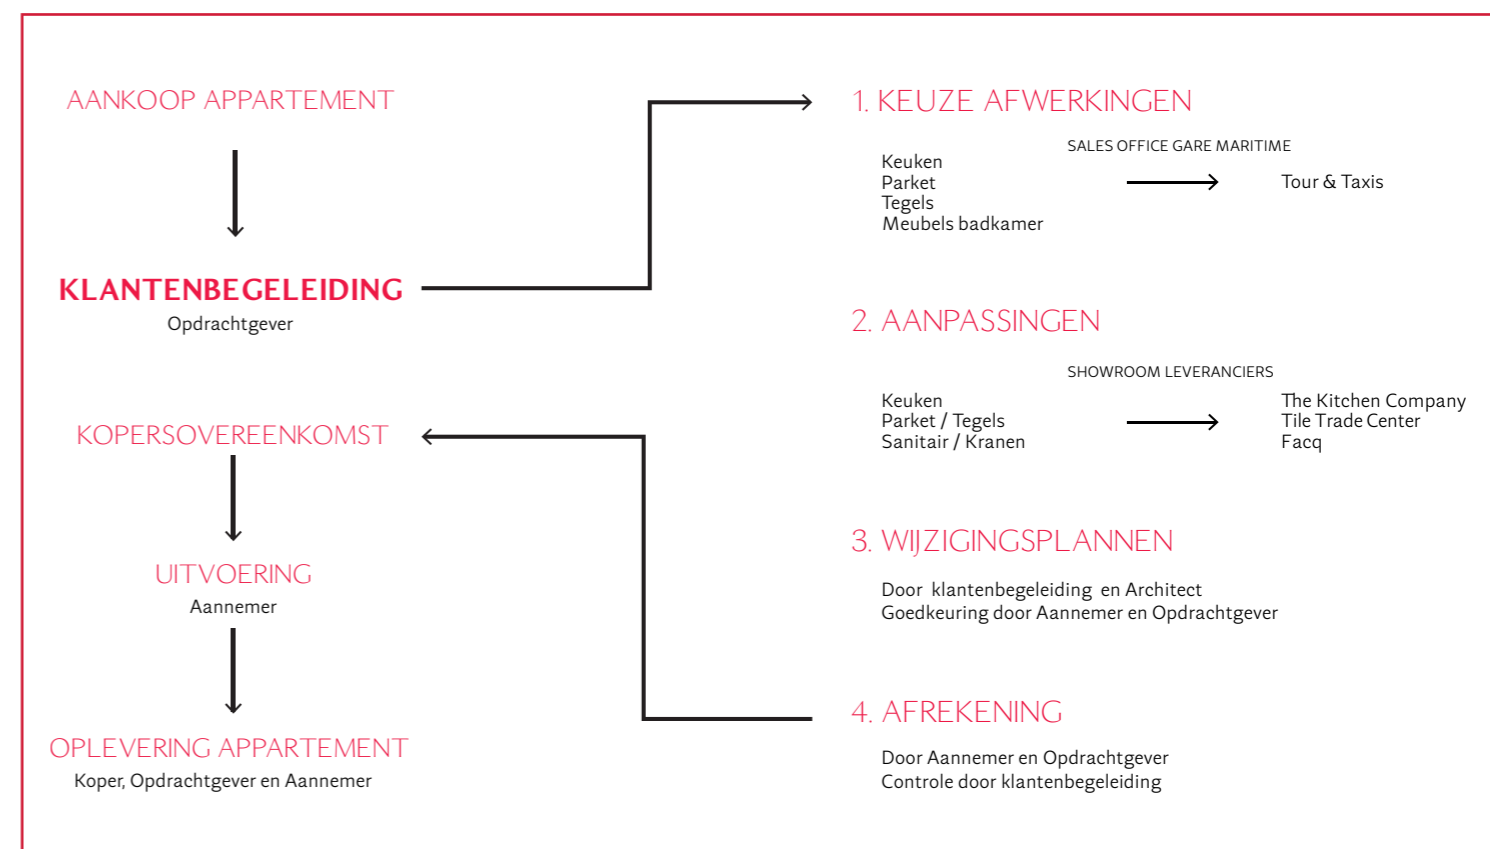 AANKOOP APPARTEMENT
KLANTENBEGELEIDING
Opdrachtgever
KOPERSOVEREENKOMST
UITVOERING
Aannemer
OPLEVERING APPARTEMENT
Koper, Opdrachtgever en Aannemer
1. KEUZE AFWERKINGEN
SALES OFFICE GARE MARITIME
Keuken
Parket
Tegels
Meubels badkamer
Tour & Taxis
2. AANPASSINGEN
SHOWROOM LEVERANCIERS
Keuken
Parket / Tegels
Sanitair / Kranen
The Kitchen Company
Tile Trade Center
Facq
3. WIJZIGINGSPLANNEN
Door klantenbegeleiding en Architect
Goedkeuring door Aannemer en Opdrachtgever
4. AFREKENING
Door Aannemer en Opdrachtgever
Controle door klantenbegeleiding